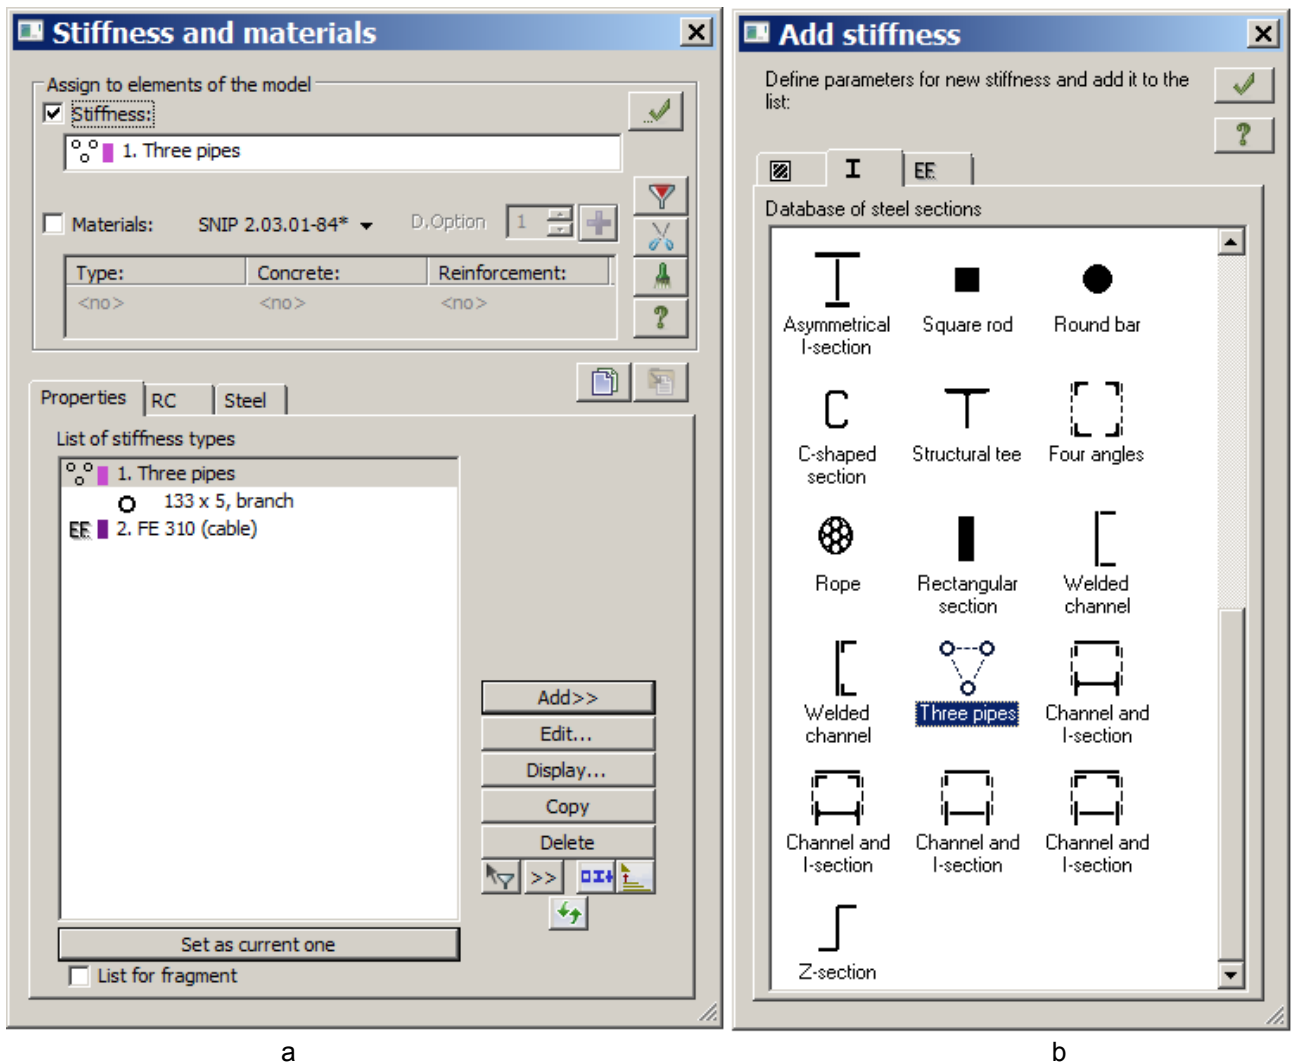 Stiffness and materials
Assign to elements of the model
Stiffness:
1. Three pipes
Materials: SNIP 2.03.01-84* D.Option 1
Type: Concrete: Reinforcement:
<no> <no> <no>
Properties RC Steel
List of stiffness types
1. Three pipes
133 x 5, branch
EE 2. FE 310 (cable)
Add>>
Edit...
Display...
Copy
Delete
>>
Set as current one
List for fragment
a
Add stiffness
Define parameters for new stiffness and add it to the
list:
EE
Database of steel sections
Asymmetrical
I-section
Square rod
Round bar
C-shaped
section
Structural tee
Four angles
Rope
Rectangular
section
Welded
channel
Welded
channel
Three pipes
Channel and
I-section
Channel and
I-section
Channel and
I-section
Channel and
I-section
Z-section
b